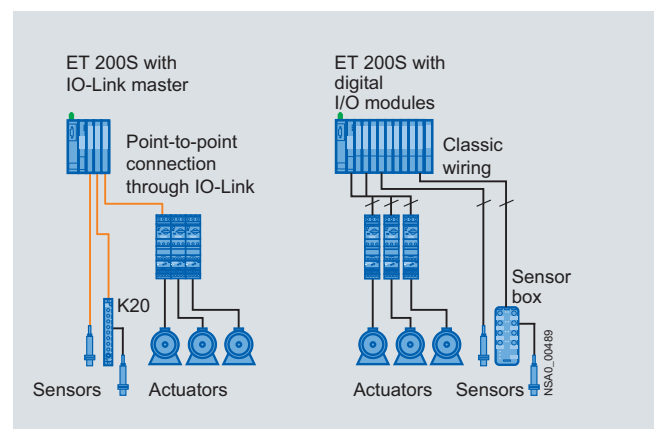 ET 200S with
IO-Link master
Point-to-point
connection
through IO-Link
K20
Sensors
Actuators
ET 200S with
digital
I/O modules
Classic
wiring
Sensor
box
Actuators
Sensors
NSA0_00489